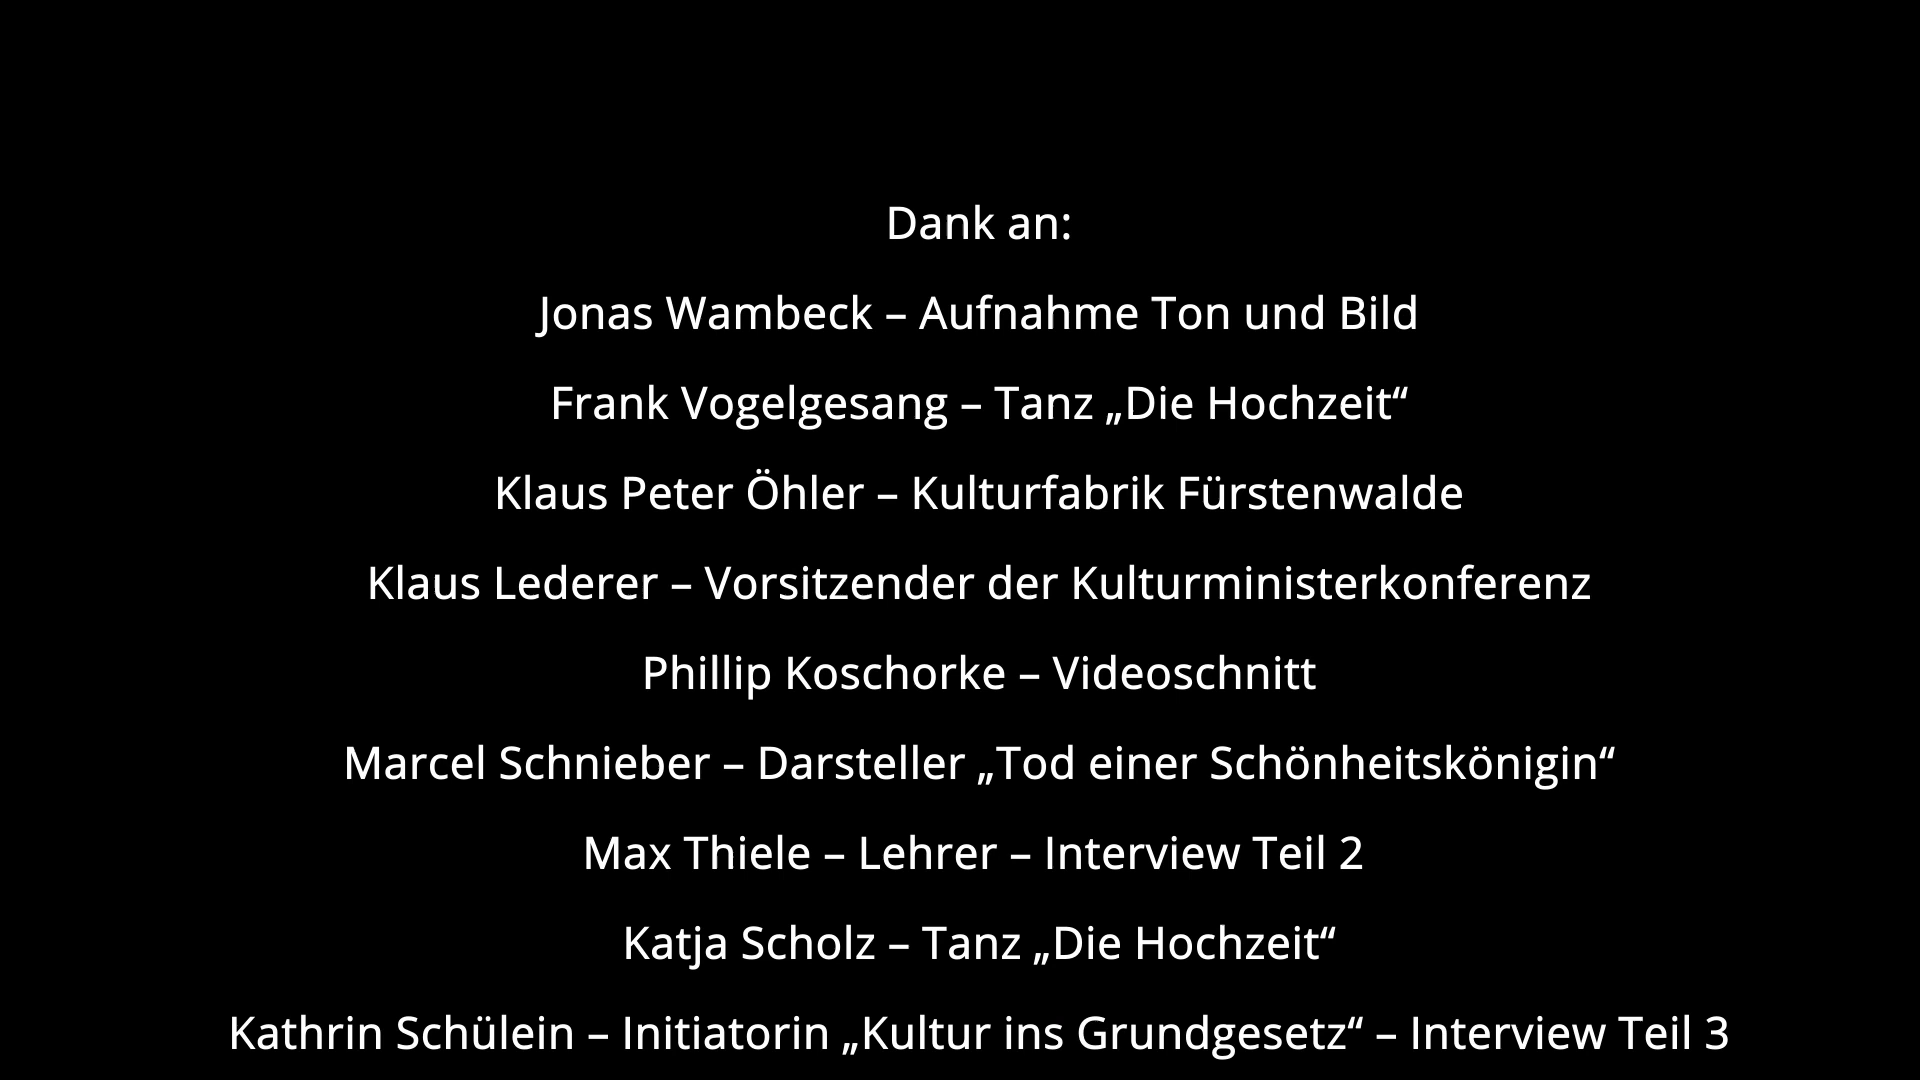 Dank an:
Jonas Wambeck – Aufnahme Ton und Bild
Frank Vogelgesang – Tanz „Die Hochzeit“
Klaus Peter Öhler – Kulturfabrik Fürstenwalde
Klaus Lederer – Vorsitzender der Kulturministerkonferenz
Phillip Koschorke – Videoschnitt
Marcel Schnieber – Darsteller „Tod einer Schönheitskönigin“
Max Thiele – Lehrer – Interview Teil 2
Katja Scholz – Tanz „Die Hochzeit“
Kathrin Schülein – Initiatorin „Kultur ins Grundgesetz“ – Interview Teil 3